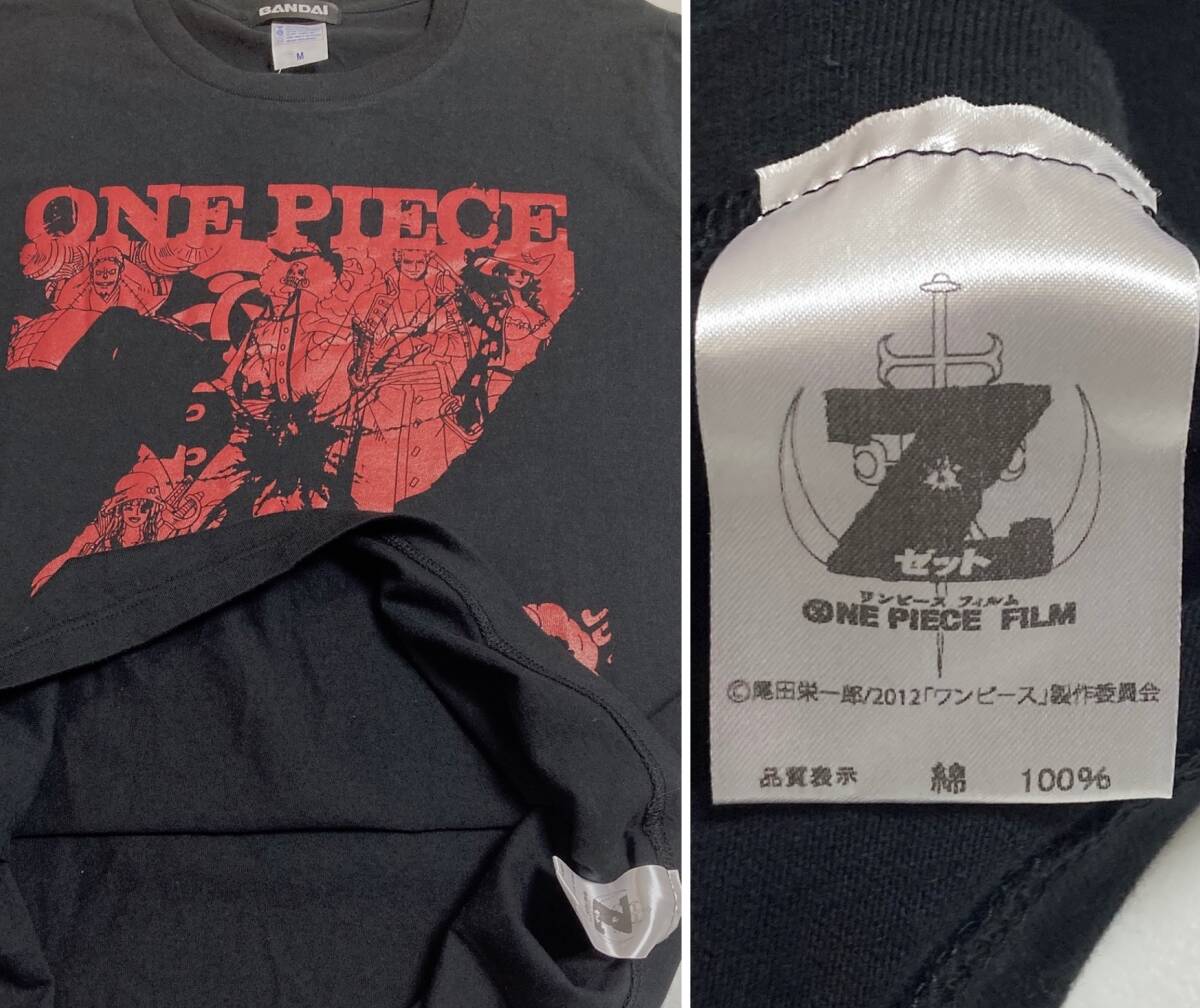 BANDAI
M
ONE PIECE
Z
Z
ゼット
ワンピース フィルム
ONE PIECE FILM
©尾田栄一郎/2012「ワンピース」製作委員会
品質表示 綿 100%